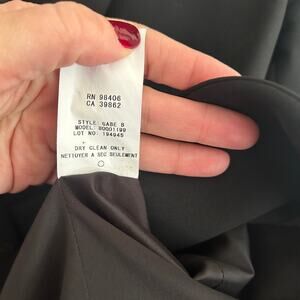 RN 98406
CA 39862
STYLE: GABE B
MODEL: 80001199
LOT NO: 194945
DRY CLEAN ONLY
NETTOYER A SEC SEULEMENT